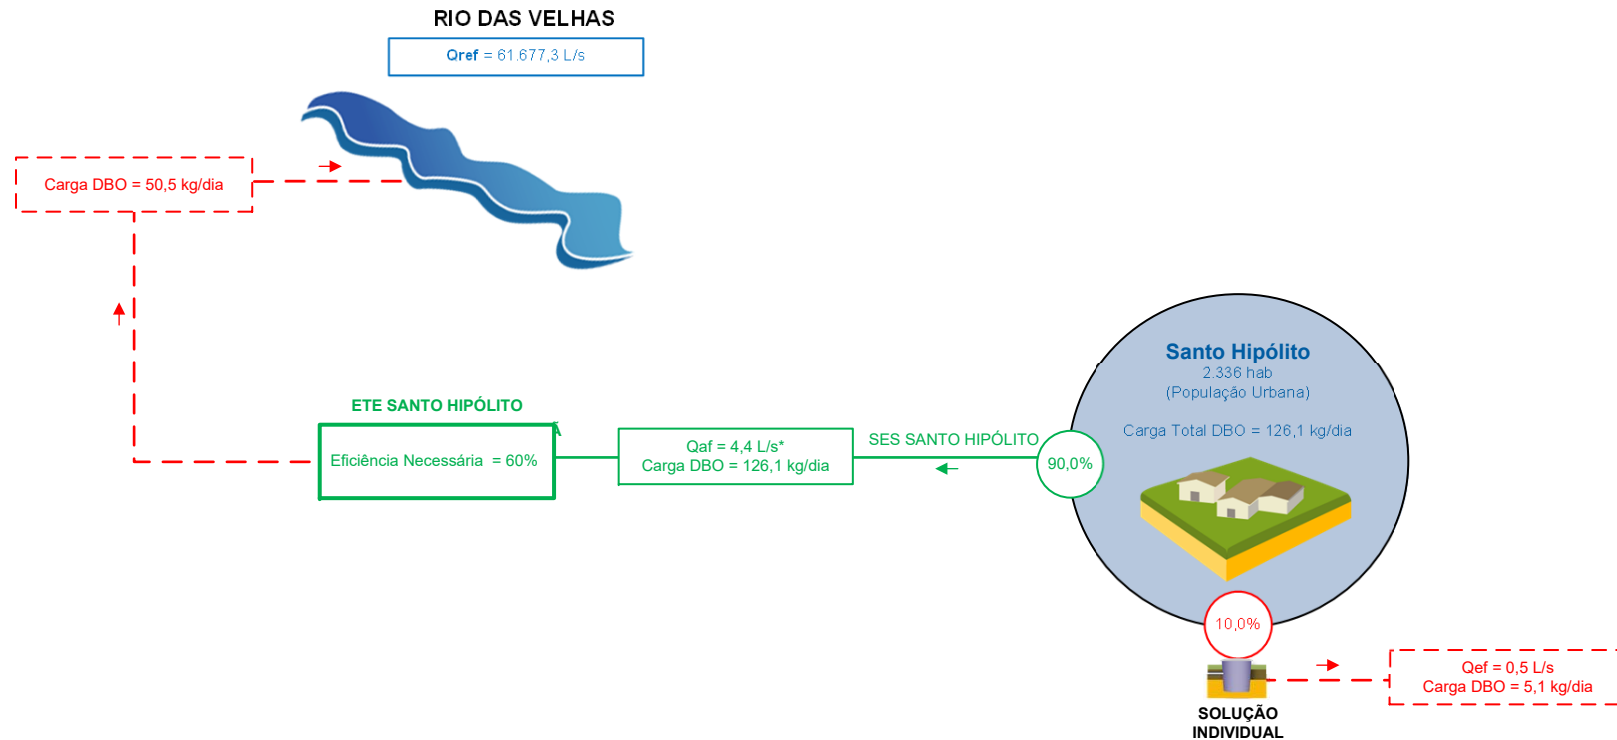 RIO DAS VELHAS
Qref = 61.677,3 L/s
Carga DBO = 50,5 kg/dia
ETE SANTO HIPÓLITO
Ã
Eficiência Necessária = 60%
Qaf = 4,4 L/s*
Carga DBO = 126,1 kg/dia
SES SANTO HIPÓLITO
90,0%
Santo Hipólito
2.336 hab
(População Urbana)
Carga Total DBO = 126,1 kg/dia
10,0%
SOLUÇÃO
INDIVIDUAL
Qef = 0,5 L/s
Carga DBO = 5,1 kg/dia